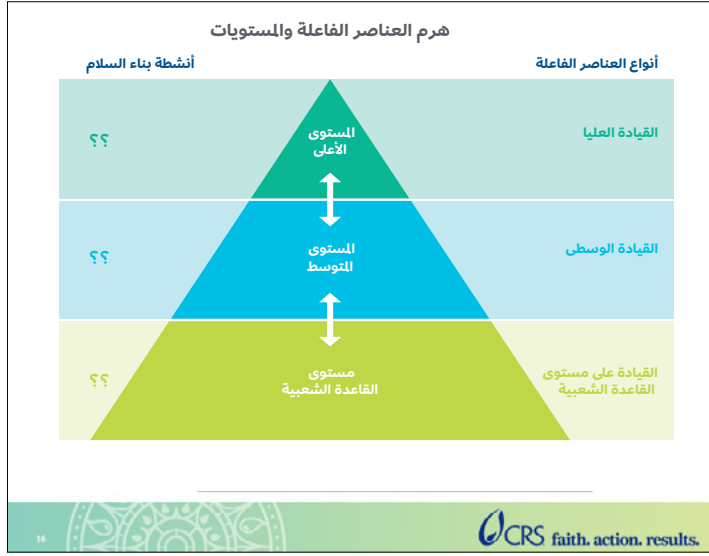 هرم العناصر الفاعلة والمستويات
أنواع العناصر الفاعلة
أنشطة بناء السلام
القيادة العليا
المستوى
الأعلى
؟؟
القيادة الوسطى
المستوى
المتوسط
؟؟
القيادة على مستوى
القاعدة الشعبية
مستوى
القاعدة الشعبية
؟؟
16
CRS faith. action. results.